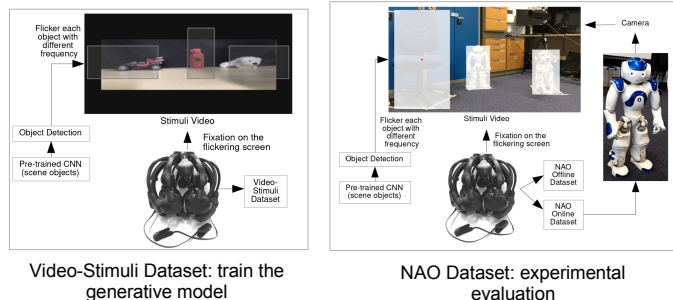 Flicker each
object with
different
frequency
Stimuli Video
Object Detection
Fixation on the
flickering screen
Pre-trained CNN
(scene objects)
Video-
Stimuli
Dataset
Video-Stimuli Dataset: train the
generative model
Camera
Stimuli Video
Flicker each
object with
different
frequency
Fixation on the
flickering screen
Object Detection
Pre-trained CNN
(scene objects)
NAO
Offline
Dataset
NAO
Online
Dataset
NAO Dataset: experimental
evaluation